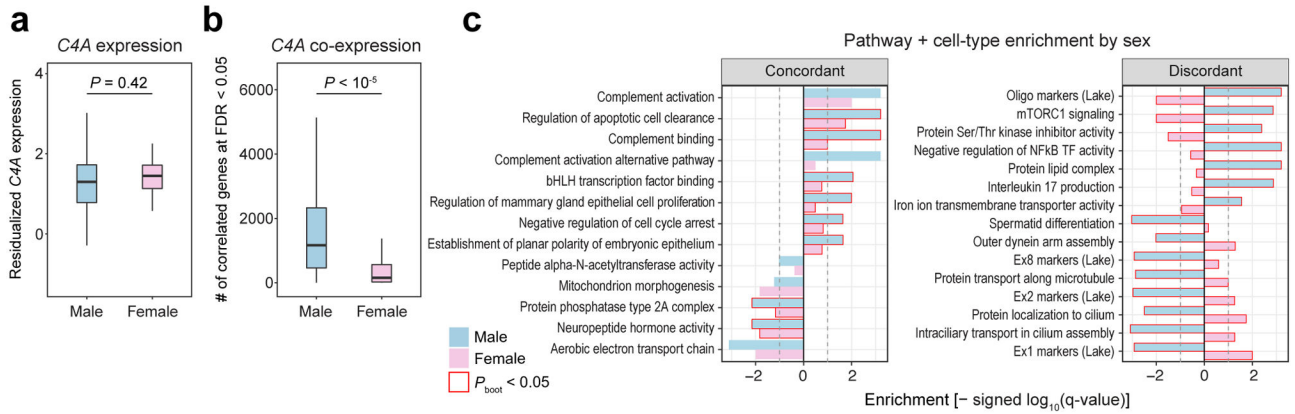 a
C4A expression
Residualized C4A expression
4
2
0
P = 0.42
Male
Female
b
C4A co-expression
# of correlated genes at FDR < 0.05
6000
4000
2000
0
P < 10⁻⁵
Male
Female
c
Pathway + cell-type enrichment by sex
Concordant
Complement activation
Regulation of apoptotic cell clearance
Complement binding
Complement activation alternative pathway
bHLH transcription factor binding
Regulation of mammary gland epithelial cell proliferation
Negative regulation of cell cycle arrest
Establishment of planar polarity of embryonic epithelium
Peptide alpha-N-acetyltransferase activity
Mitochondrion morphogenesis
Protein phosphatase type 2A complex
Neuropeptide hormone activity
Aerobic electron transport chain
−2
0
2
Discordant
Oligo markers (Lake)
mTORC1 signaling
Protein Ser/Thr kinase inhibitor activity
Negative regulation of NFkB TF activity
Protein lipid complex
Interleukin 17 production
Iron ion transmembrane transporter activity
Spermatid differentiation
Outer dynein arm assembly
Ex8 markers (Lake)
Protein transport along microtubule
Ex2 markers (Lake)
Protein localization to cilium
Intraciliary transport in cilium assembly
Ex1 markers (Lake)
−2
0
2
Male
Female
P_boot < 0.05
Enrichment [− signed log₁₀(q-value)]